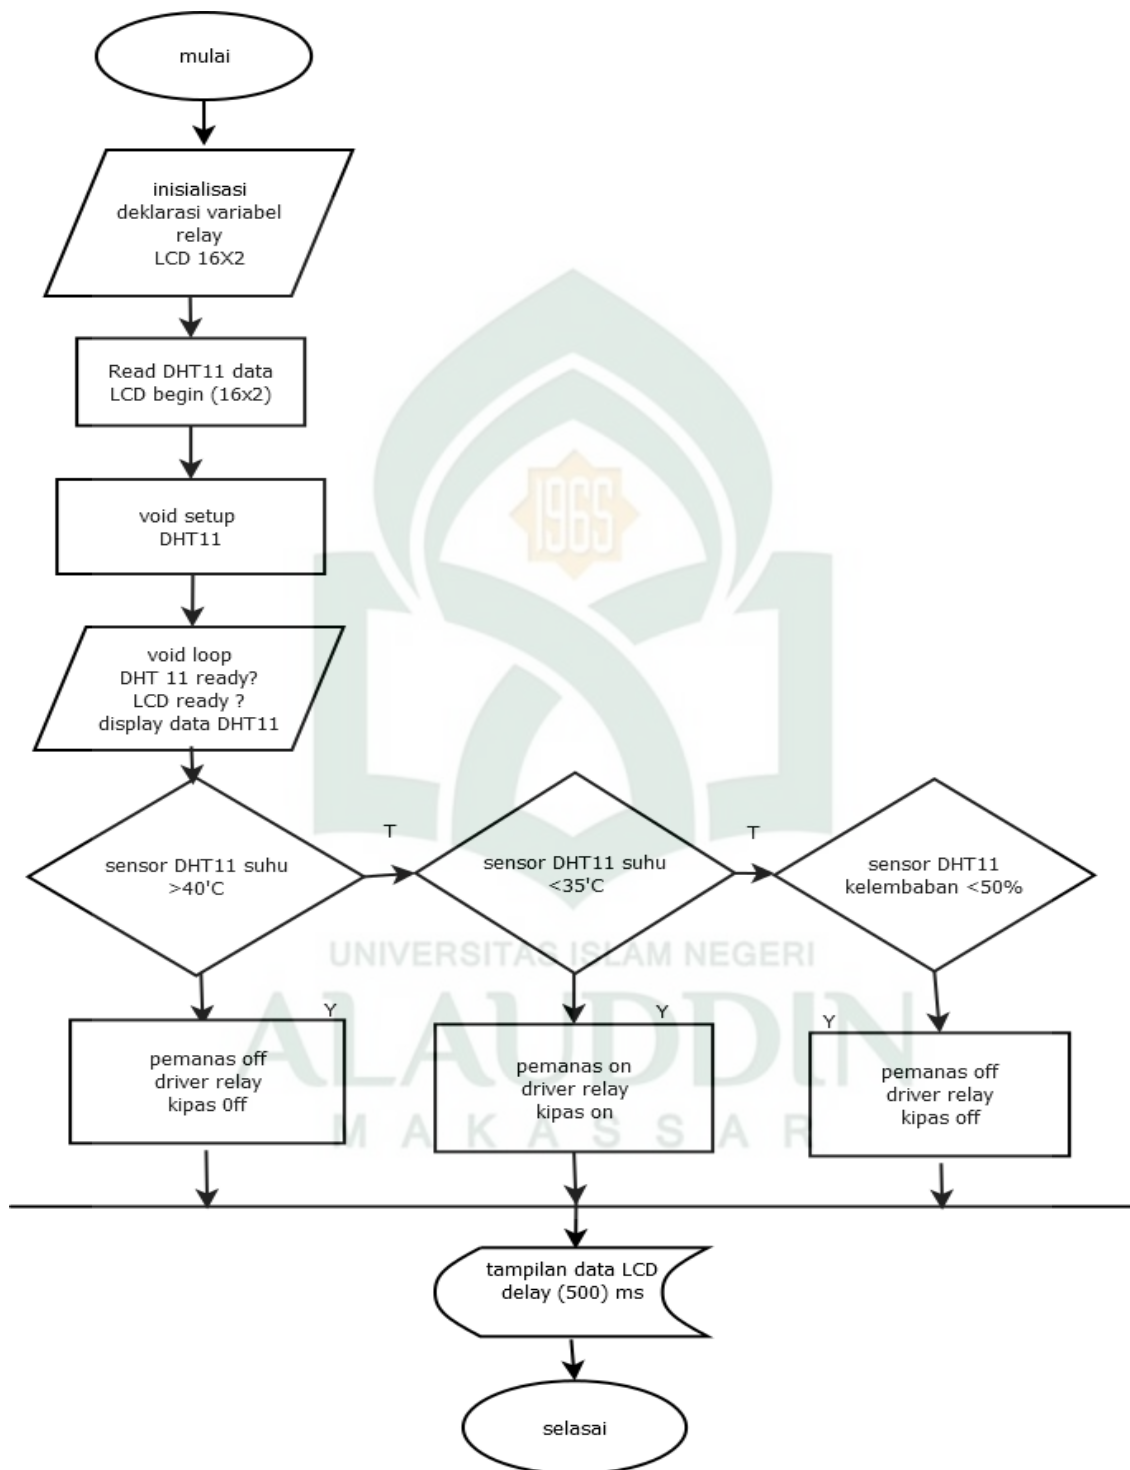 mulai
inisialisasi
deklarasi variabel
relay
LCD 16X2
Read DHT11 data
LCD begin (16x2)
void setup
DHT11
void loop
DHT 11 ready?
LCD ready ?
display data DHT11
sensor DHT11 suhu
>40'C
T
sensor DHT11 suhu
<35'C
T
sensor DHT11
kelembaban <50%
Y
pemanas off
driver relay
kipas 0ff
Y
pemanas on
driver relay
kipas on
Y
pemanas off
driver relay
kipas off
tampilan data LCD
delay (500) ms
selasai
1965
UNIVERSITAS ISLAM NEGERI
ALAUDDIN
MAKASSAR